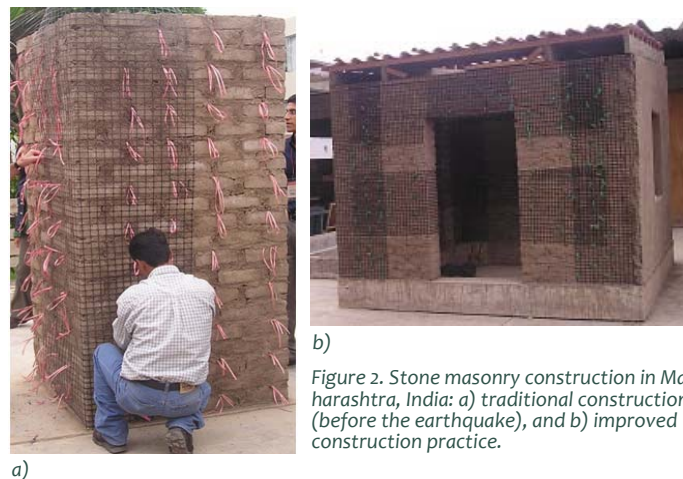 b)
Figure 2. Stone masonry construction in Ma-
harashtra, India: a) traditional construction
(before the earthquake), and b) improved
construction practice.
a)